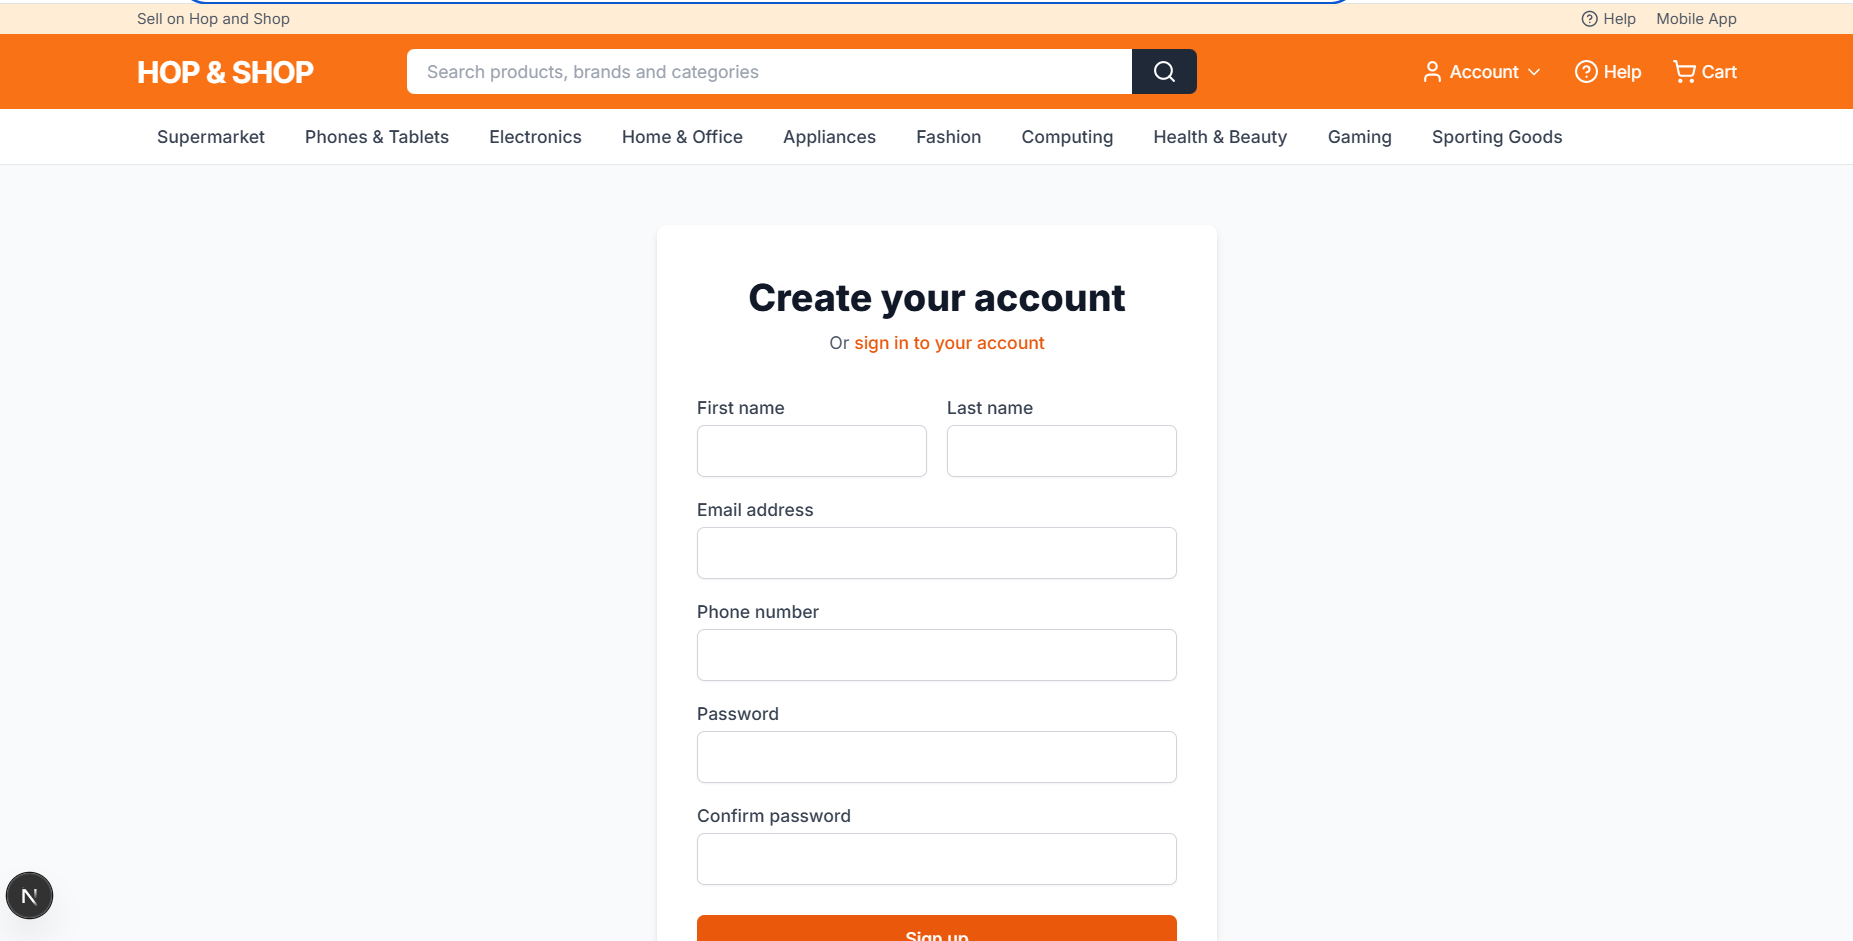 Sell on Hop and Shop
Help Mobile App
HOP & SHOP
Search products, brands and categories
Account Help Cart
Supermarket Phones & Tablets Electronics Home & Office Appliances Fashion Computing Health & Beauty Gaming Sporting Goods
Create your account
Or sign in to your account
First name Last name
Email address
Phone number
Password
Confirm password
N
Sign up